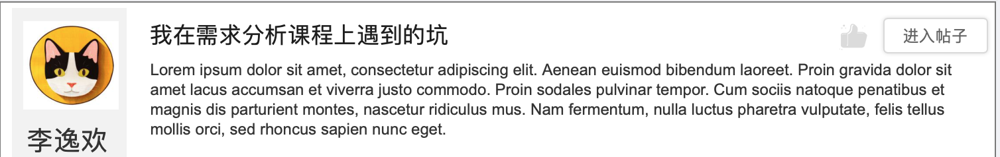 我在需求分析课程上遇到的坑
进入帖子
Lorem ipsum dolor sit amet, consectetur adipiscing elit. Aenean euismod bibendum laoreet. Proin gravida dolor sit
amet lacus accumsan et viverra justo commodo. Proin sodales pulvinar tempor. Cum sociis natoque penatibus et
magnis dis parturient montes, nascetur ridiculus mus. Nam fermentum, nulla luctus pharetra vulputate, felis tellus
mollis orci, sed rhoncus sapien nunc eget.
李逸欢